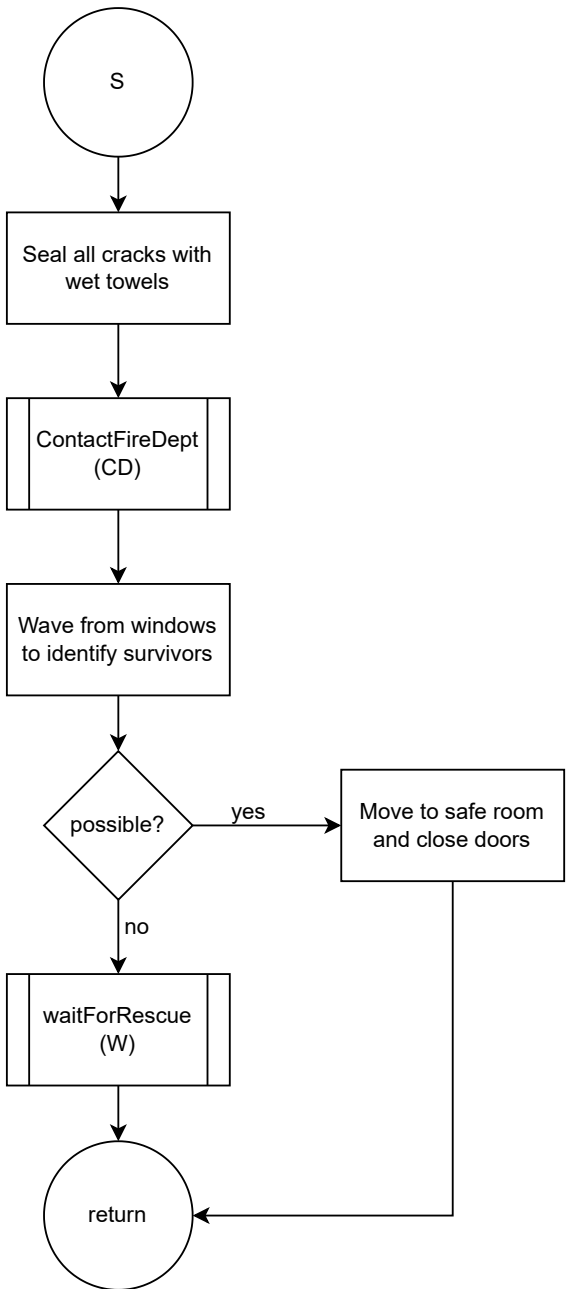 S
Seal all cracks with
wet towels
ContactFireDept
(CD)
Wave from windows
to identify survivors
possible?
yes
Move to safe room
and close doors
no
waitForRescue
(W)
return